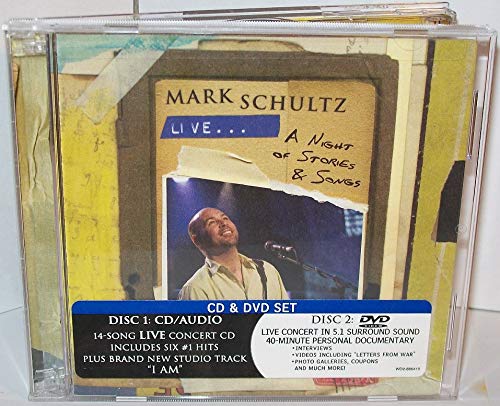 MARK SCHULTZ
LIVE...
A NIGHT
OF STORIES
& SONGS
CD & DVD SET
DISC 1: CD/AUDIO
14-SONG LIVE CONCERT CD
INCLUDES SIX #1 HITS
PLUS BRAND NEW STUDIO TRACK
"I AM"
DISC 2: DVD
VIDEO
LIVE CONCERT IN 5.1 SURROUND SOUND
40-MINUTE PERSONAL DOCUMENTARY
• INTERVIEWS
• VIDEOS INCLUDING "LETTERS FROM WAR"
• PHOTO GALLERIES, COUPONS
AND MUCH MORE!